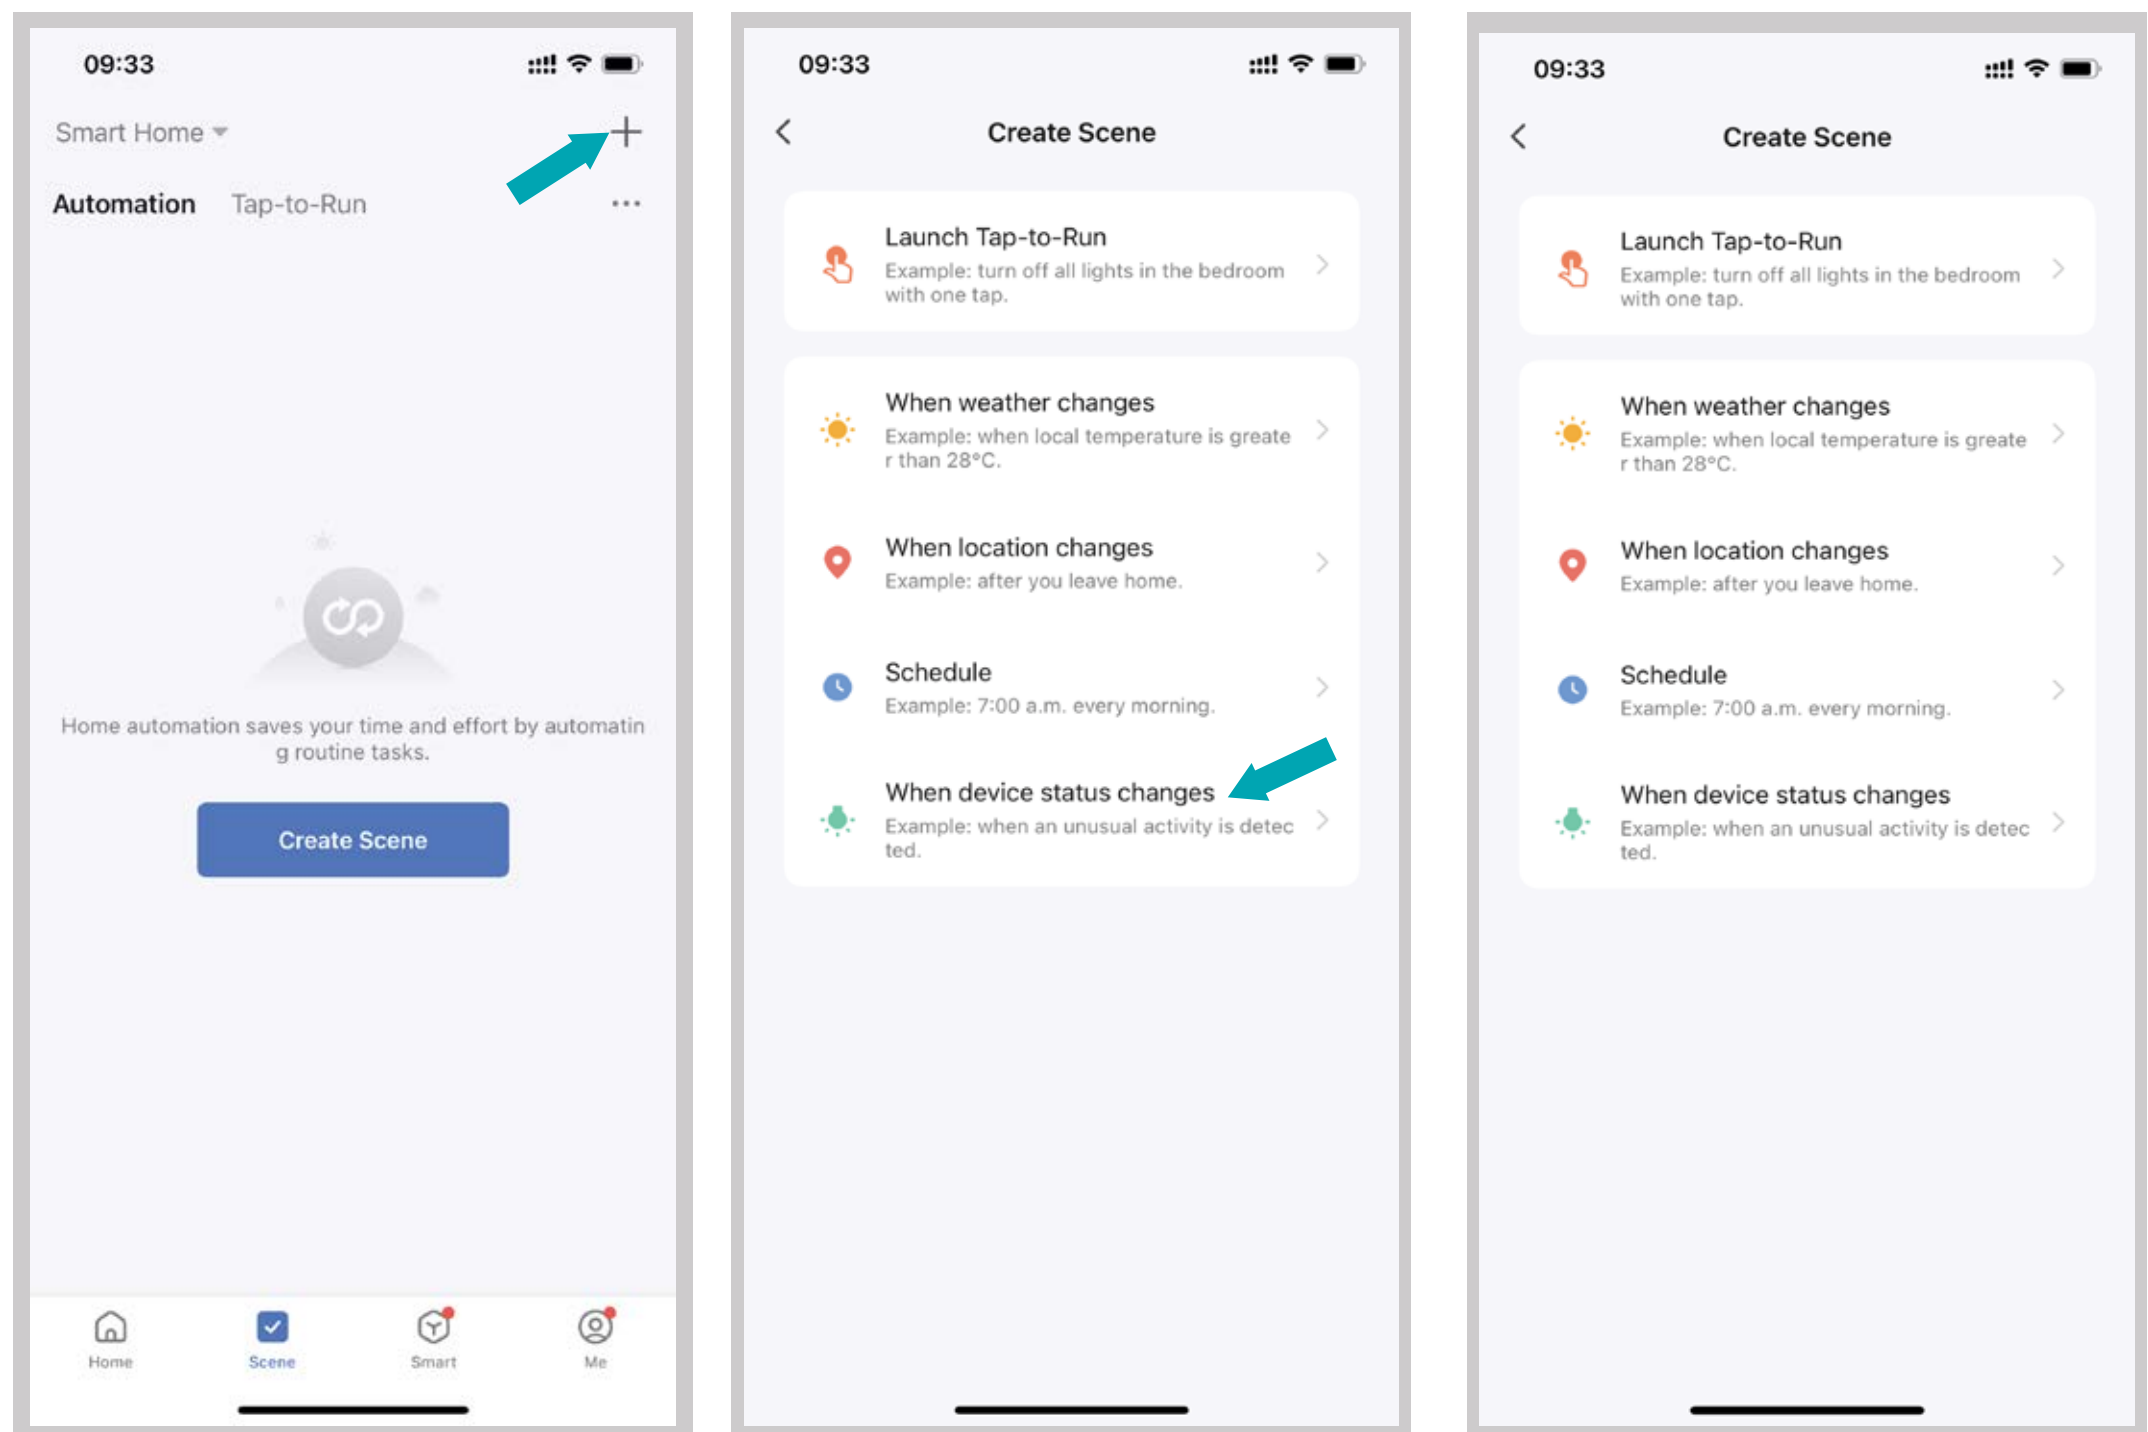 09:33
Smart Home
Automation Tap-to-Run
Home automation saves your time and effort by automatin
g routine tasks.
Create Scene
Home Scene Smart Me
09:33
Create Scene
Launch Tap-to-Run
Example: turn off all lights in the bedroom
with one tap.
When weather changes
Example: when local temperature is greate
r than 28°C.
When location changes
Example: after you leave home.
Schedule
Example: 7:00 a.m. every morning.
When device status changes
Example: when an unusual activity is detec
ted.
09:33
Create Scene
Launch Tap-to-Run
Example: turn off all lights in the bedroom
with one tap.
When weather changes
Example: when local temperature is greate
r than 28°C.
When location changes
Example: after you leave home.
Schedule
Example: 7:00 a.m. every morning.
When device status changes
Example: when an unusual activity is detec
ted.